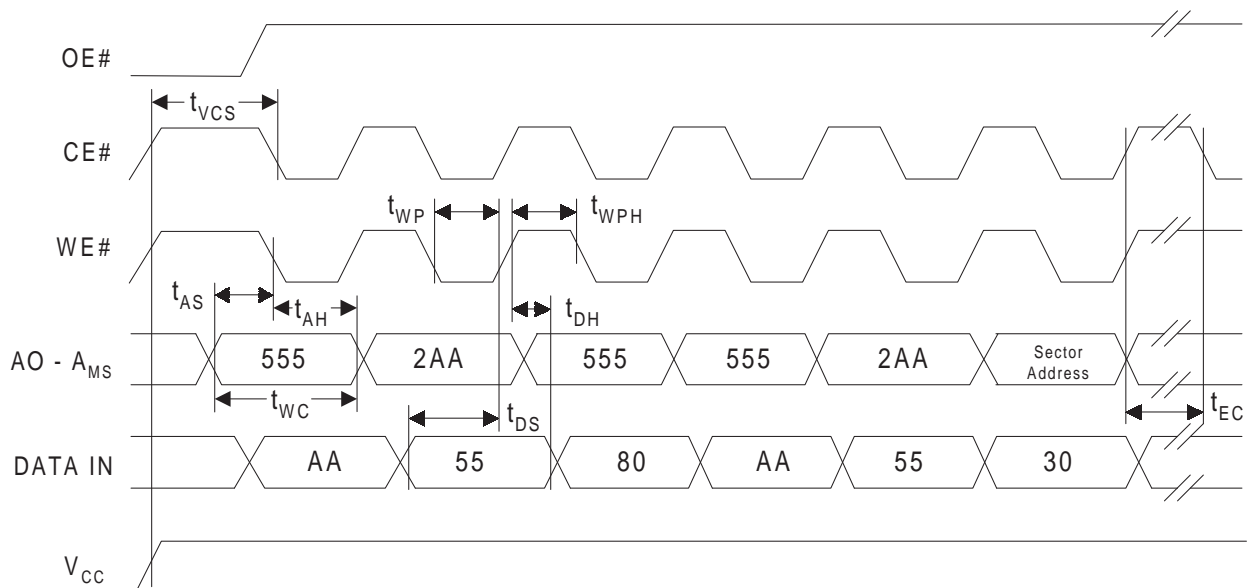 OE#
tVCS
CE#
tWP
tWPH
WE#
tAS
tAH
tDH
AO - AMS
555
2AA
555
555
2AA
Sector
Address
tWC
tDS
tEC
DATA IN
AA
55
80
AA
55
30
VCC